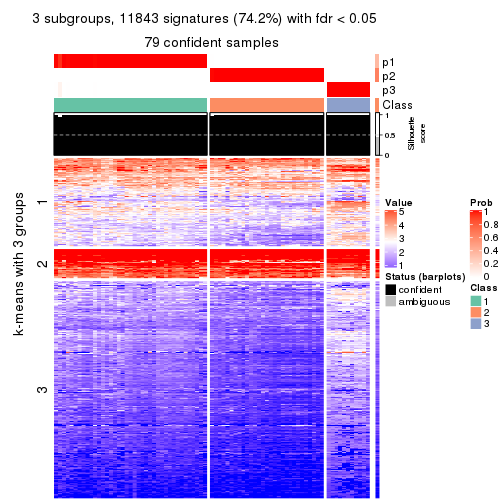 3 subgroups, 11843 signatures (74.2%) with fdr < 0.05
79 confident samples
p1
p2
p3
Class
1
0.5
0
Silhouette
score
k-means with 3 groups
1
2
3
Value
5
4
3
2
1
Status (barplots)
confident
ambiguous
Prob
1
0.8
0.6
0.4
0.2
0
Class
1
2
3